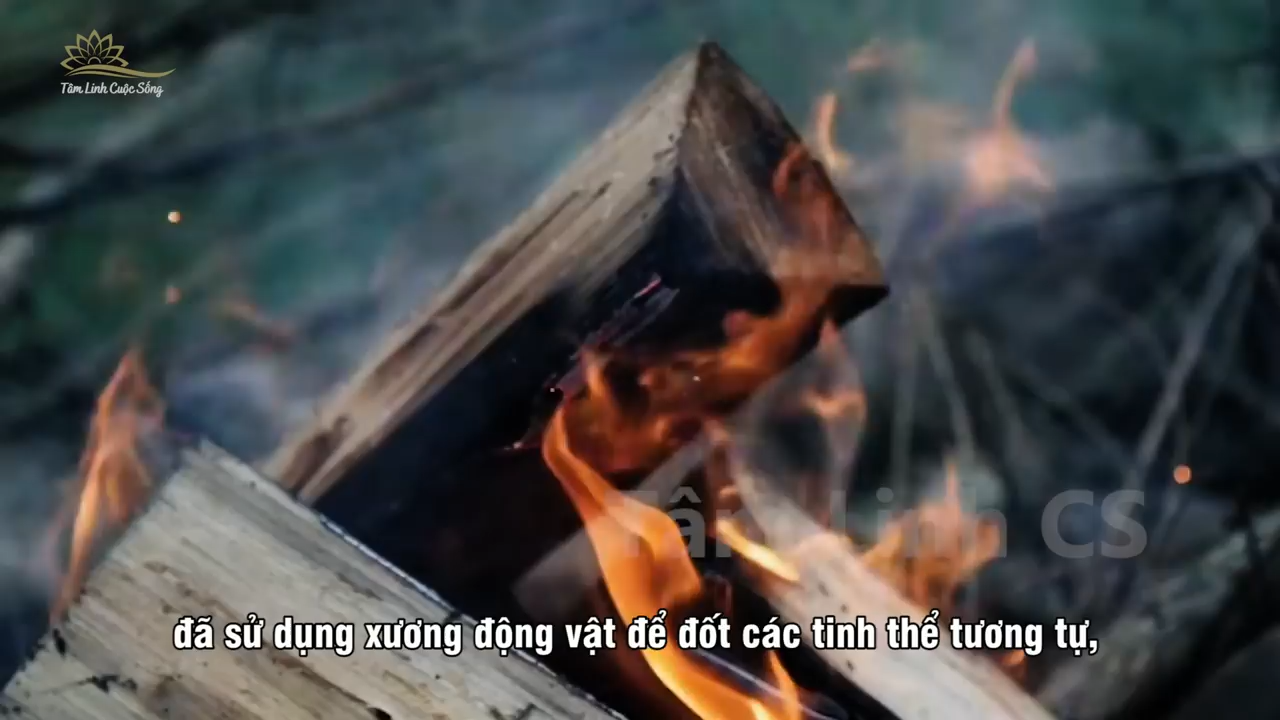 Tâm Linh Cuộc Sống
Tâm Linh CS
đã sử dụng xương động vật để đốt các tinh thể tương tự,